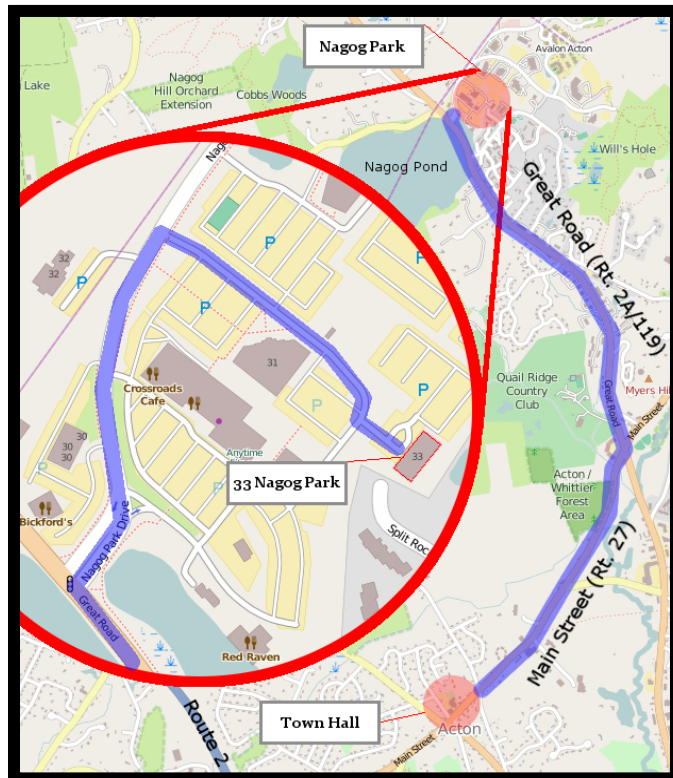 Nagog Park
Avalon Acton
Lake
Nagog
Hill Orchard
Extension
Cobbs Woods
Nagog Pond
Will's Hole
Great Road (Rt. 2A/119)
32
32
P
P
P
P
P
P
P
31
Crossroads
Cafe
Anytime
30
30
30
33
33 Nagog Park
Bickford's
Nagog Park Drive
Great Road
Split Roc
Red Raven
Quail Ridge
Country
Club
Great Road
Myers Hil
Main Street
Acton /
Whittier
Forest
Area
Main Street (Rt. 27)
Route 2
Town Hall
Acton
Main Street